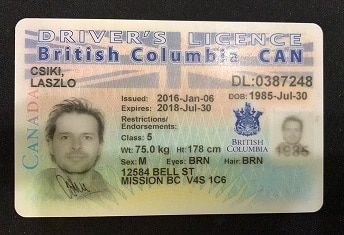 DRIVER'S LICENCE
British Columbia CAN
CSIKI,
LASZLO
DL:0387248
CANADA
Issued: 2016-Jan-06
DOB: 1985-Jul-30
Expires: 2018-Jul-30
Restrictions/
Endorsements:
Class: 5
Wt: 75.0 kg Ht: 178 cm
BRITISH
COLUMBIA
1985
Sex: M Eyes: BRN Hair: BRN
12584 BELL ST
MISSION BC V4S 1C6